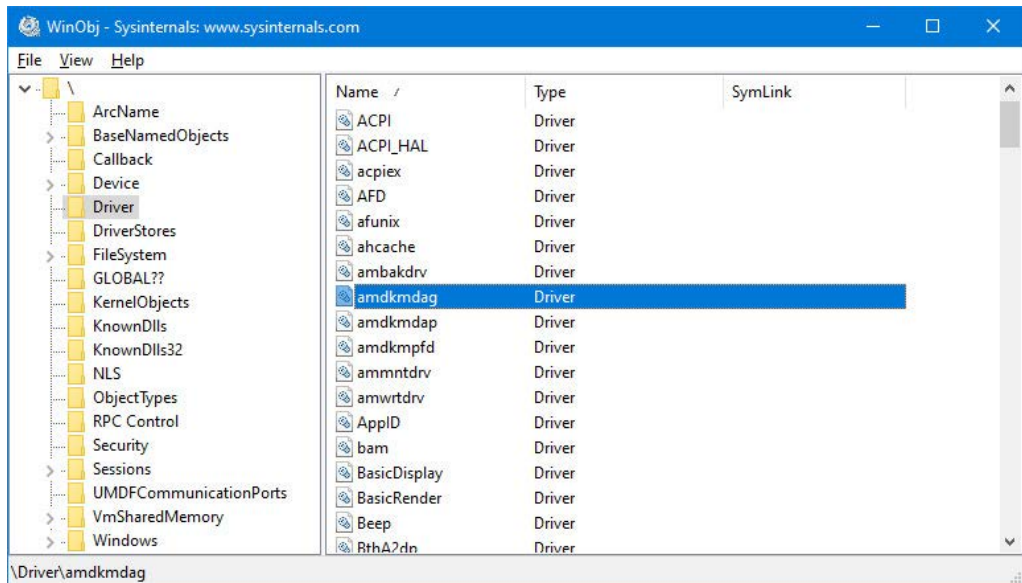 WinObj - Sysinternals: www.sysinternals.com
File View Help
\
ArcName
BaseNamedObjects
Callback
Device
Driver
DriverStores
FileSystem
GLOBAL??
KernelObjects
KnownDlls
KnownDlls32
NLS
ObjectTypes
RPC Control
Security
Sessions
UMDFCommunicationPorts
VmSharedMemory
Windows
Name / Type SymLink
ACPI Driver
ACPI_HAL Driver
acpiex Driver
AFD Driver
afunix Driver
ahcache Driver
ambakdrv Driver
amdkmdag Driver
amdkmdap Driver
amdkmpfd Driver
ammntdrv Driver
amwrtdrv Driver
AppID Driver
bam Driver
BasicDisplay Driver
BasicRender Driver
Beep Driver
BthA2dp Driver
\Driver\amdkmdag